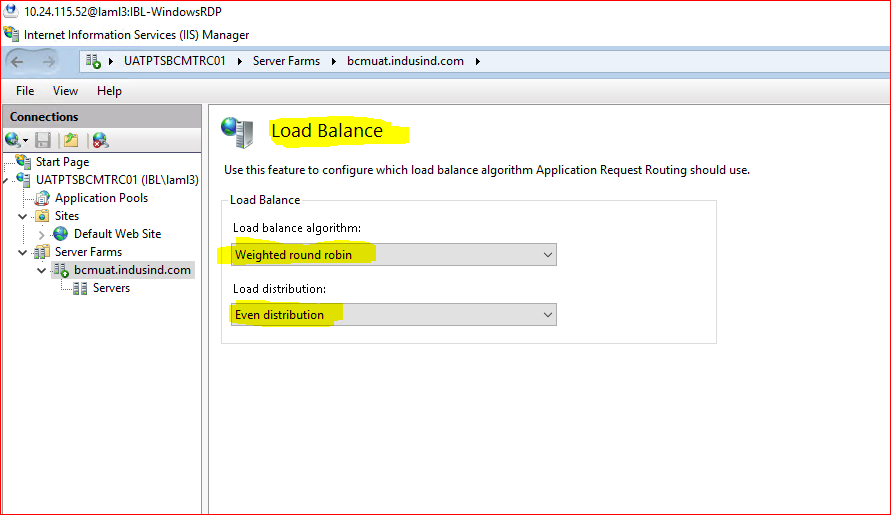 10.24.115.52@Iaml3:IBL-WindowsRDP
Internet Information Services (IIS) Manager
UATPTSBCMTRC01 Server Farms bcmuat.indusind.com
File View Help
Connections
Start Page
UATPTSBCMTRC01 (IBL\Iaml3)
Application Pools
Sites
Default Web Site
Server Farms
bcmuat.indusind.com
Servers
Load Balance
Use this feature to configure which load balance algorithm Application Request Routing should use.
Load Balance
Load balance algorithm:
Weighted round robin
Load distribution:
Even distribution